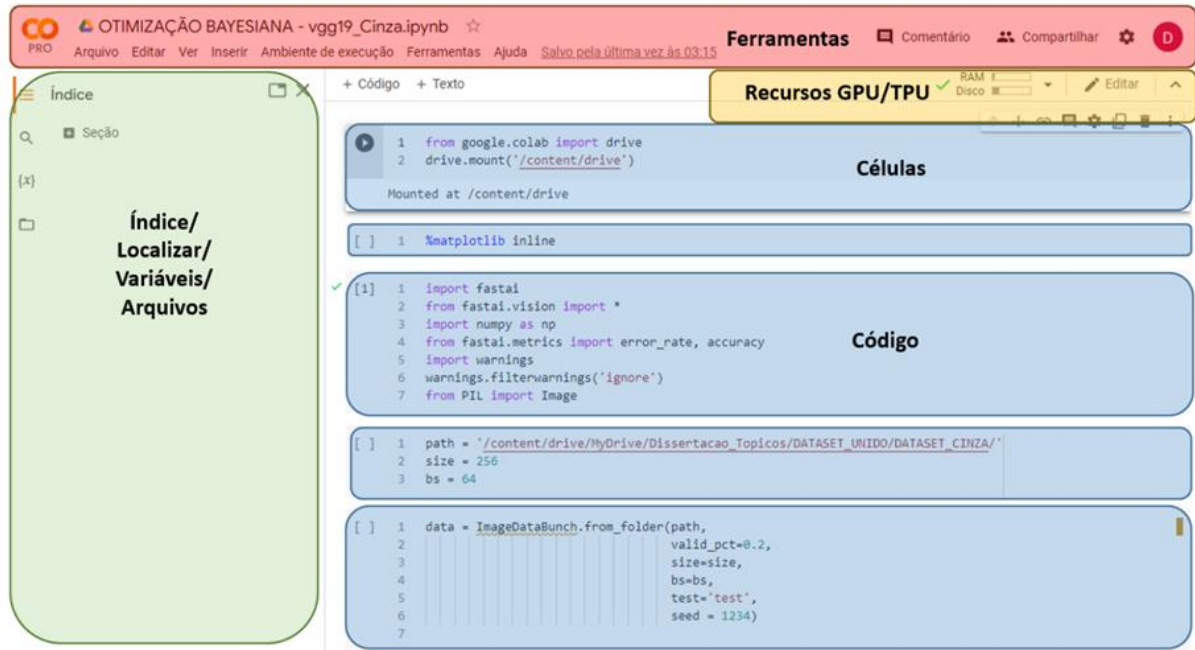 CO
PRO
OTIMIZAÇÃO BAYESIANA - vgg19_Cinza.ipynb
Arquivo Editar Ver Inserir Ambiente de execução Ferramentas Ajuda Salvo pela última vez às 03:15
Ferramentas
Comentário
Compartilhar
D
Índice
Seção
{x}
Índice/
Localizar/
Variáveis/
Arquivos
+ Código + Texto
Recursos GPU/TPU
RAM
Disco
Editar
1 from google.colab import drive
2 drive.mount('/content/drive')
Mounted at /content/drive
Células
[ ] 1 %matplotlib inline
[1] 1 import fastai
2 from fastai.vision import *
3 import numpy as np
4 from fastai.metrics import error_rate, accuracy
5 import warnings
6 warnings.filterwarnings('ignore')
7 from PIL import Image
Código
[ ] 1 path = '/content/drive/MyDrive/Dissertacao_Topicos/DATASET_UNIDO/DATASET_CINZA/'
2 size = 256
3 bs = 64
[ ] 1 data = ImageDataBunch.from_folder(path,
2 valid_pct=0.2,
3 size=size,
4 bs=bs,
5 test='test',
6 seed = 1234)
7